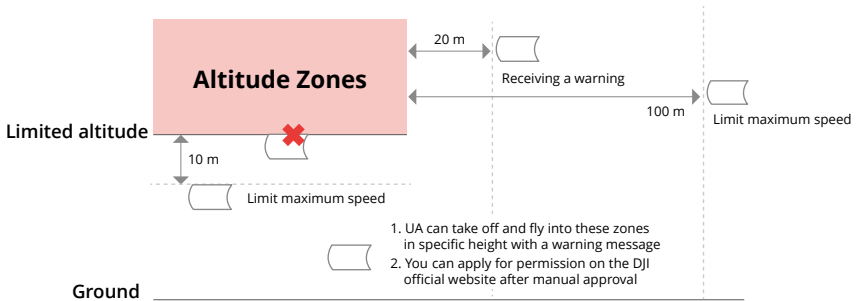 20 m
Altitude Zones
Receiving a warning
100 m
Limit maximum speed
Limited altitude
10 m
Limit maximum speed
1. UA can take off and fly into these zones
in specific height with a warning message
2. You can apply for permission on the DJI
official website after manual approval
Ground